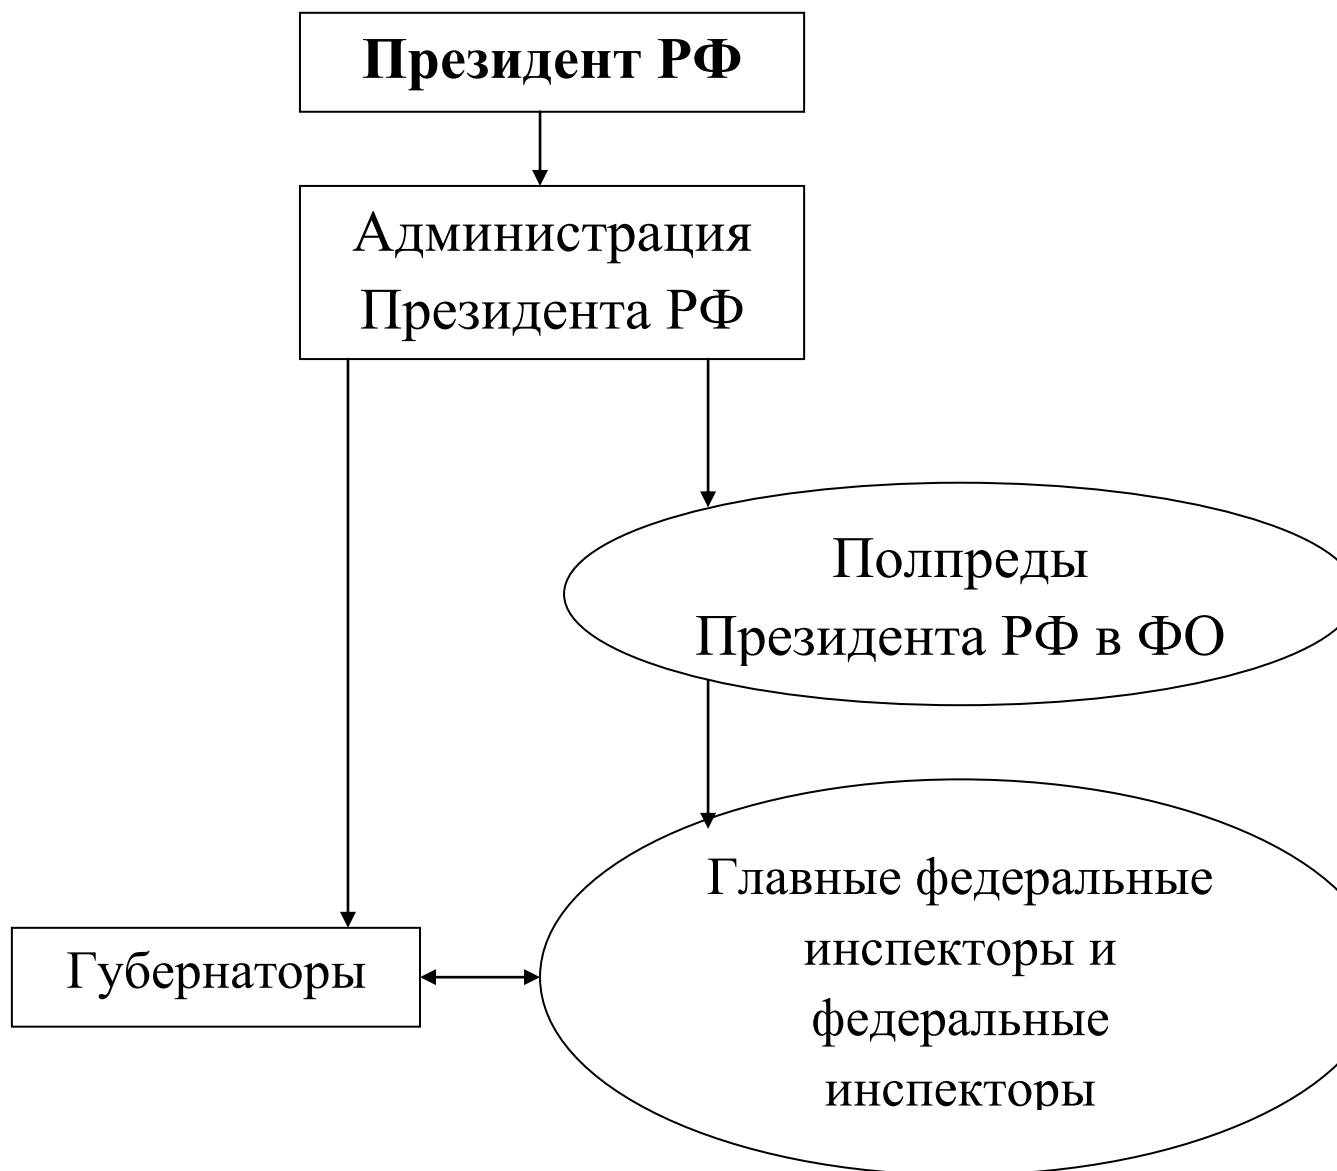 Президент РФ
Администрация
Президента РФ
Полпреды
Президента РФ в ФО
Главные федеральные
инспекторы и
федеральные
инспекторы
Губернаторы